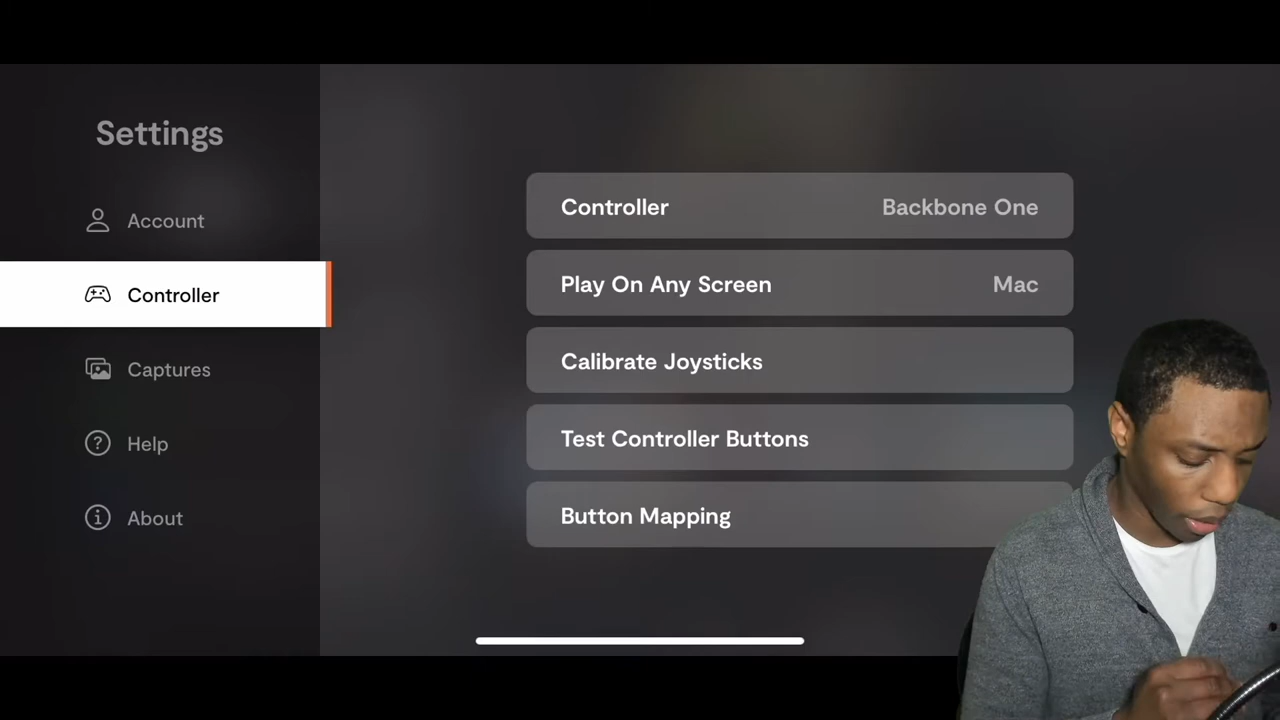 Settings
Account
Controller
Captures
Help
About
Controller Backbone One
Play On Any Screen Mac
Calibrate Joysticks
Test Controller Buttons
Button Mapping